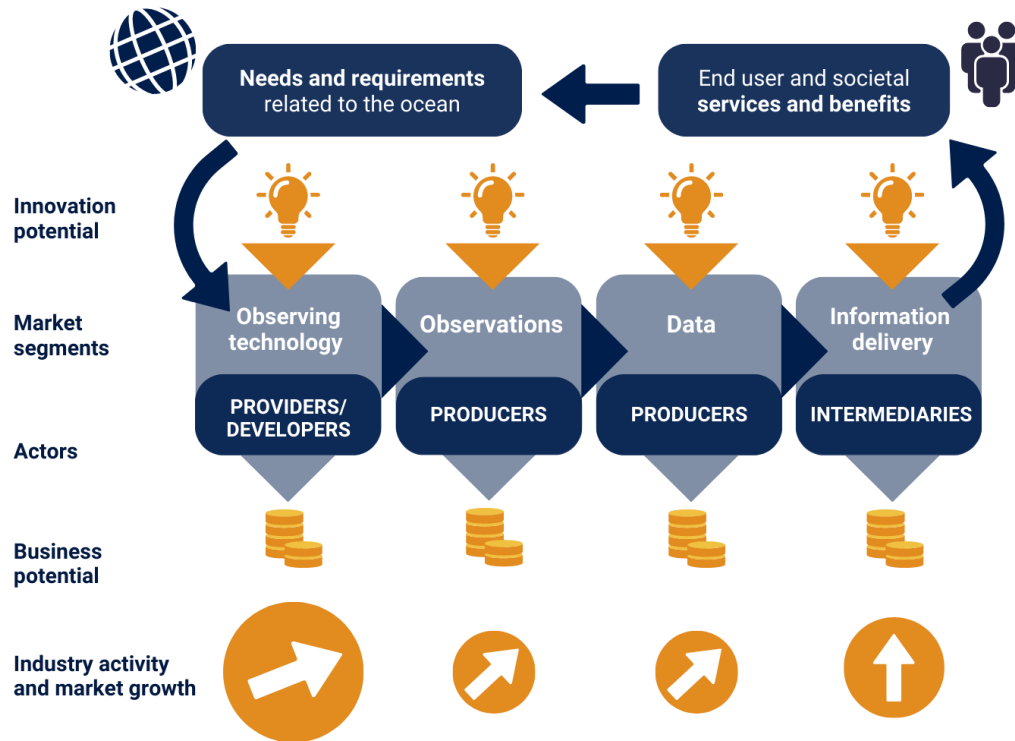 Needs and requirements
related to the ocean
End user and societal
services and benefits
Innovation
potential
Market
segments
Observing
technology
Observations
Data
Information
delivery
Actors
PROVIDERS/
DEVELOPERS
PRODUCERS
PRODUCERS
INTERMEDIARIES
Business
potential
Industry activity
and market growth